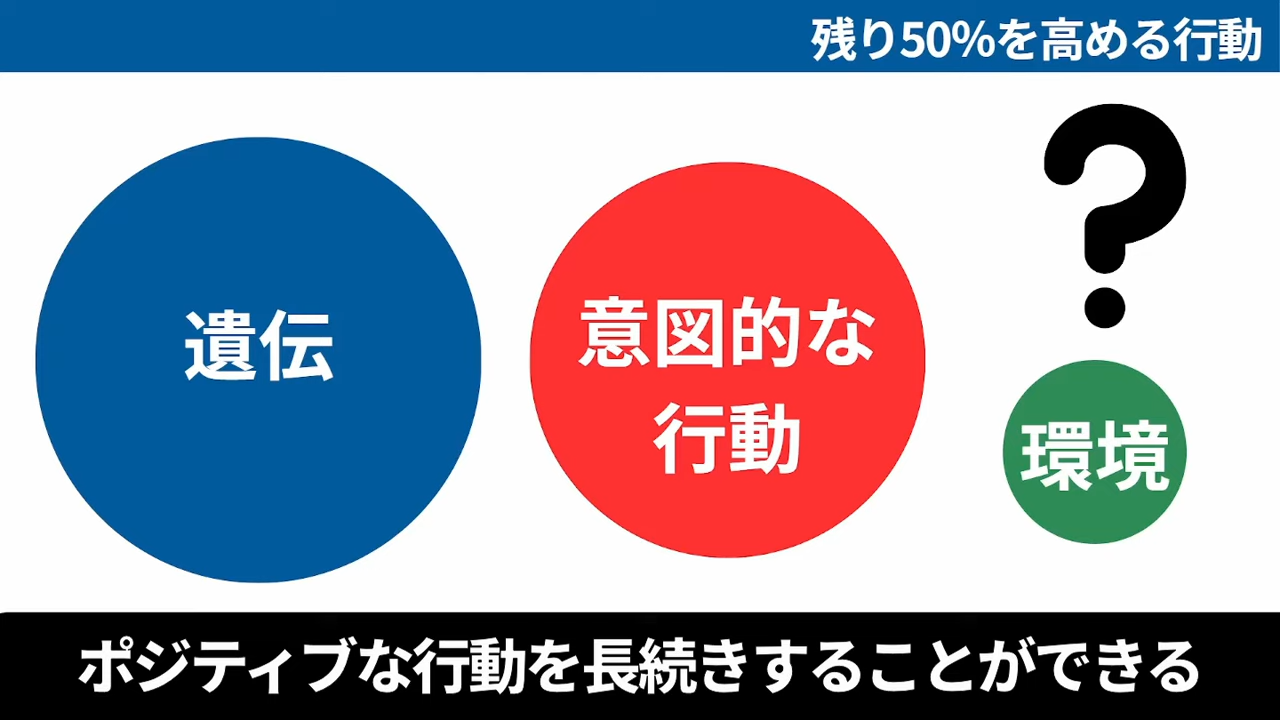 残り50%を高める行動
遺伝
意図的な
行動
?
環境
ポジティブな行動を長続きすることができる